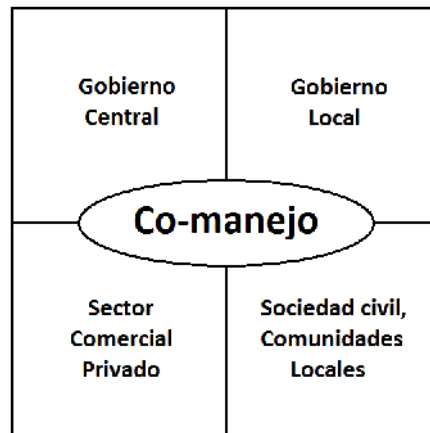 Gobierno
Central
Gobierno
Local
Co-manejo
Sector
Comercial
Privado
Sociedad civil,
Comunidades
Locales